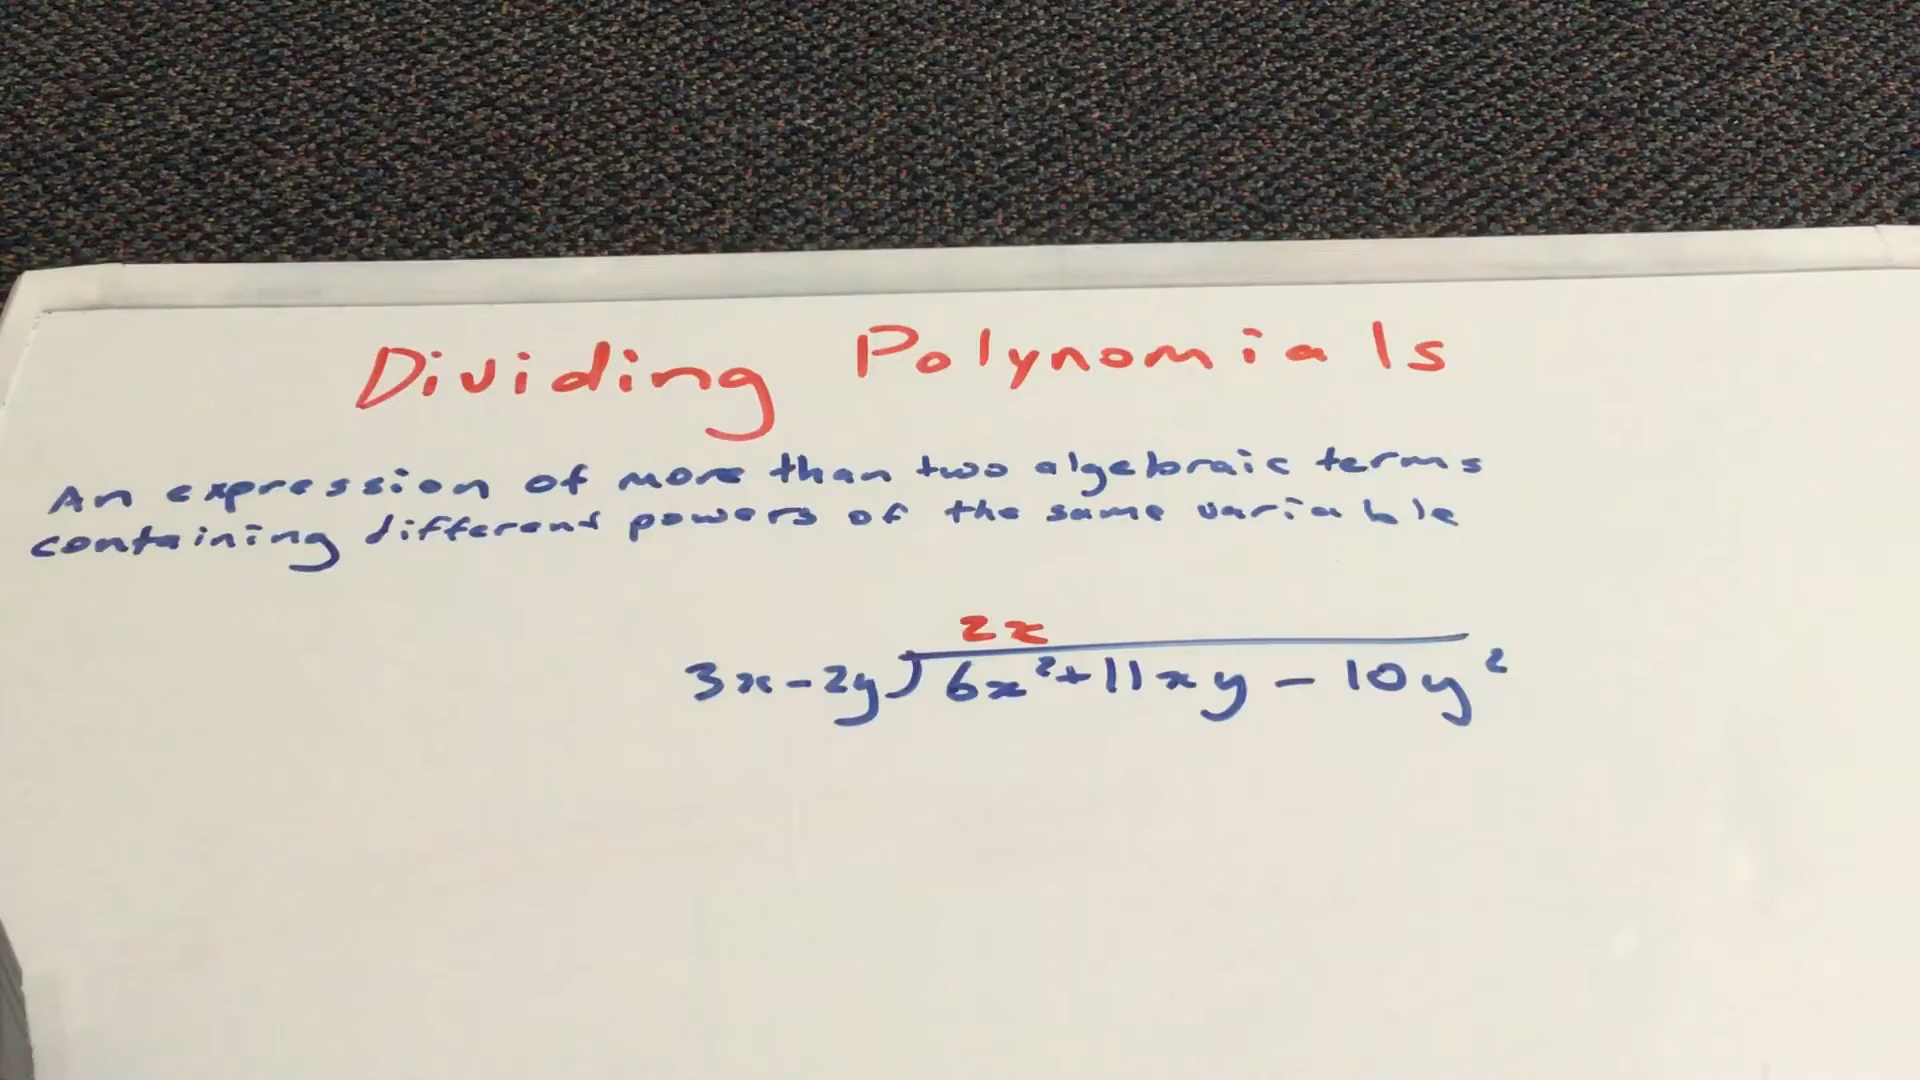 Dividing Polynomials
An expression of more than two algebraic terms
containing different powers of the same variable
2x
3x-2y)6x²+11xy-10y²